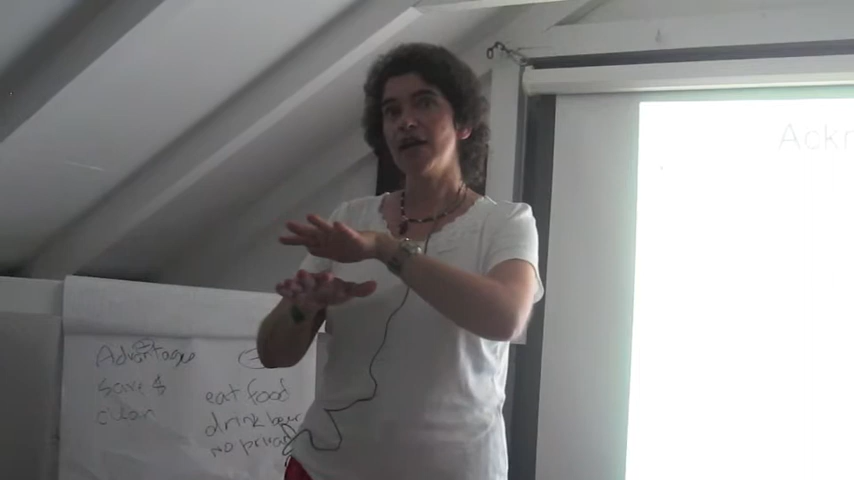 Advantage
save $
clean
eat food
drink beer
no privacy
Ackn